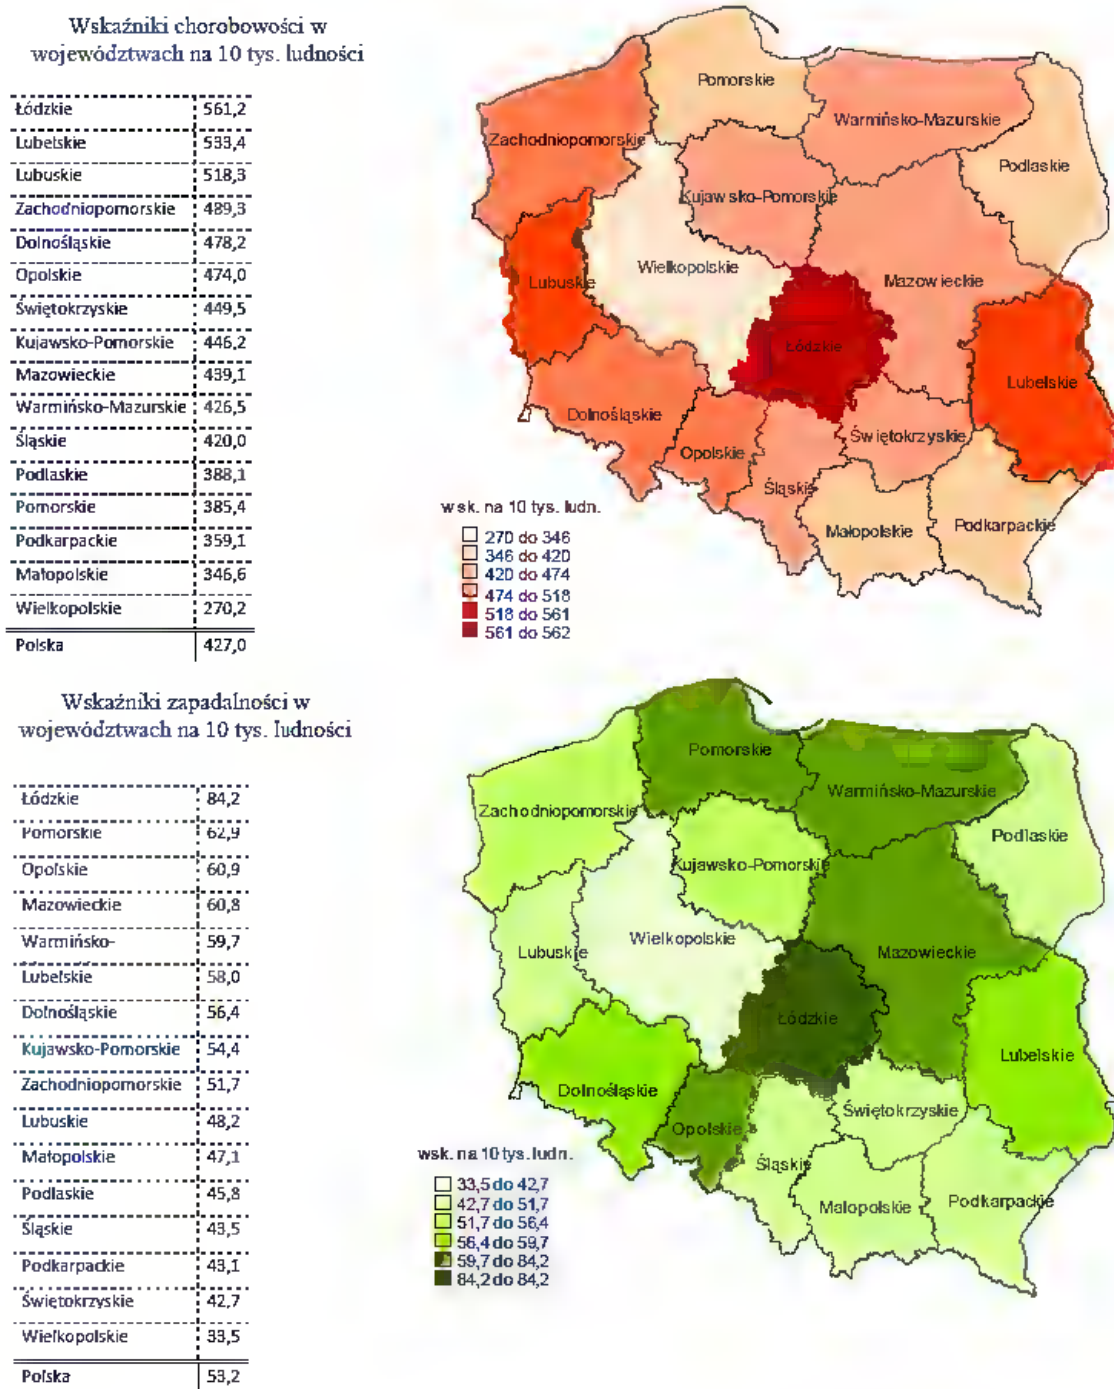 Wskaźniki chorobowości w
województwach na 10 tys. ludności
Łódzkie 561,2
Lubelskie 533,4
Lubuskie 518,3
Zachodniopomorskie 489,3
Dolnośląskie 478,2
Opolskie 474,0
Świętokrzyskie 449,5
Kujawsko-Pomorskie 446,2
Mazowieckie 439,1
Warmińsko-Mazurskie 426,5
Śląskie 420,0
Podlaskie 388,1
Pomorskie 385,4
Podkarpackie 359,1
Małopolskie 346,6
Wielkopolskie 270,2
Polska 427,0
Pomorskie
Warmińsko-Mazurskie
Zachodniopomorskie
Podlaskie
Kujawsko-Pomorskie
Wielkopolskie
Mazowieckie
Lubuskie
Łódzkie
Lubelskie
Dolnośląskie
Świętokrzyskie
Opolskie
Śląskie
Małopolskie
Podkarpackie
wsk. na 10 tys. ludn.
270 do 346
346 do 420
420 do 474
474 do 518
518 do 561
561 do 562
Wskaźniki zapadalności w
województwach na 10 tys. ludności
Łódzkie 84,2
Pomorskie 62,9
Opolskie 60,9
Mazowieckie 60,8
Warmińsko- 59,7
Lubelskie 58,0
Dolnośląskie 56,4
Kujawsko-Pomorskie 54,4
Zachodniopomorskie 51,7
Lubuskie 48,2
Małopolskie 47,1
Podlaskie 45,8
Śląskie 43,5
Podkarpackie 43,1
Świętokrzyskie 42,7
Wielkopolskie 33,5
Polska 53,2
Pomorskie
Warmińsko-Mazurskie
Zachodniopomorskie
Podlaskie
Kujawsko-Pomorskie
Wielkopolskie
Lubuskie
Mazowieckie
Łódzkie
Lubelskie
Dolnośląskie
Świętokrzyskie
Opolskie
Śląskie
Małopolskie
Podkarpackie
wsk. na 10 tys. ludn.
33,5 do 42,7
42,7 do 51,7
51,7 do 56,4
56,4 do 59,7
59,7 do 84,2
84,2 do 84,2